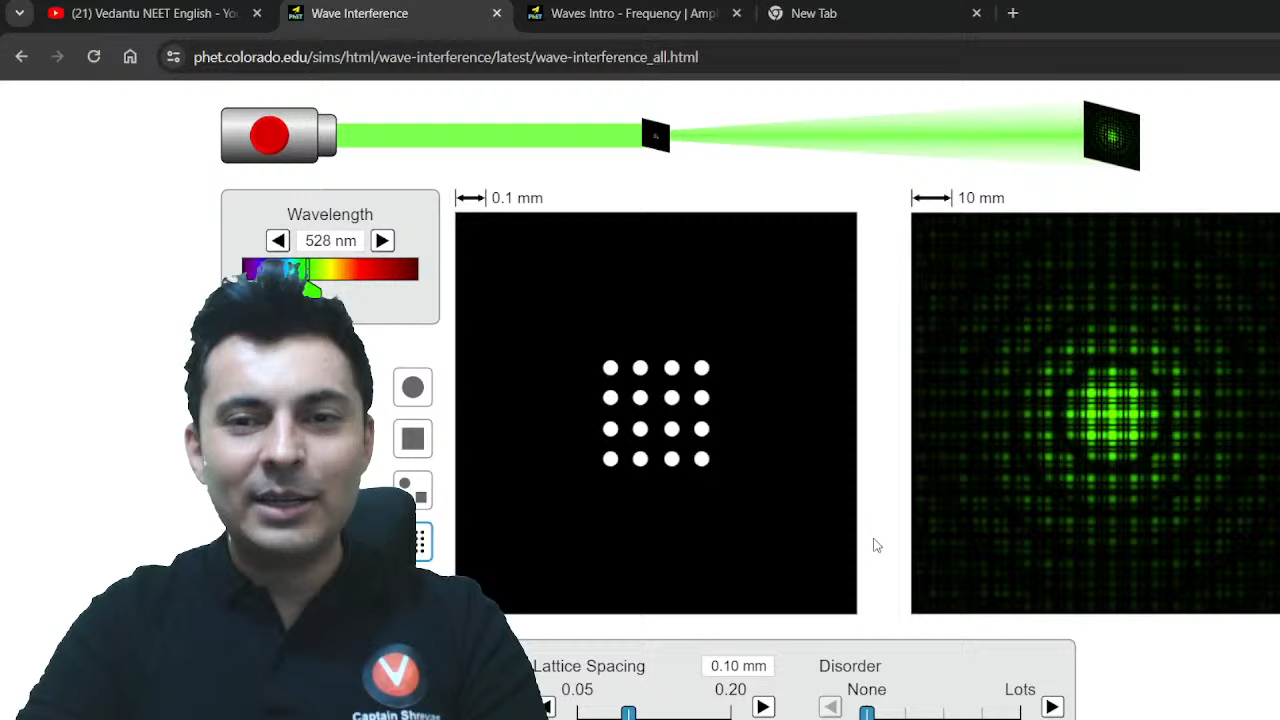 (21) Vedantu NEET English - Yo
Wave Interference
Waves Intro - Frequency | Ampl
New Tab
phet.colorado.edu/sims/html/wave-interference/latest/wave-interference_all.html
0.1 mm
10 mm
Wavelength
528 nm
Lattice Spacing
0.10 mm
Disorder
0.05
0.20
None
Lots
V
Captain Shreyas